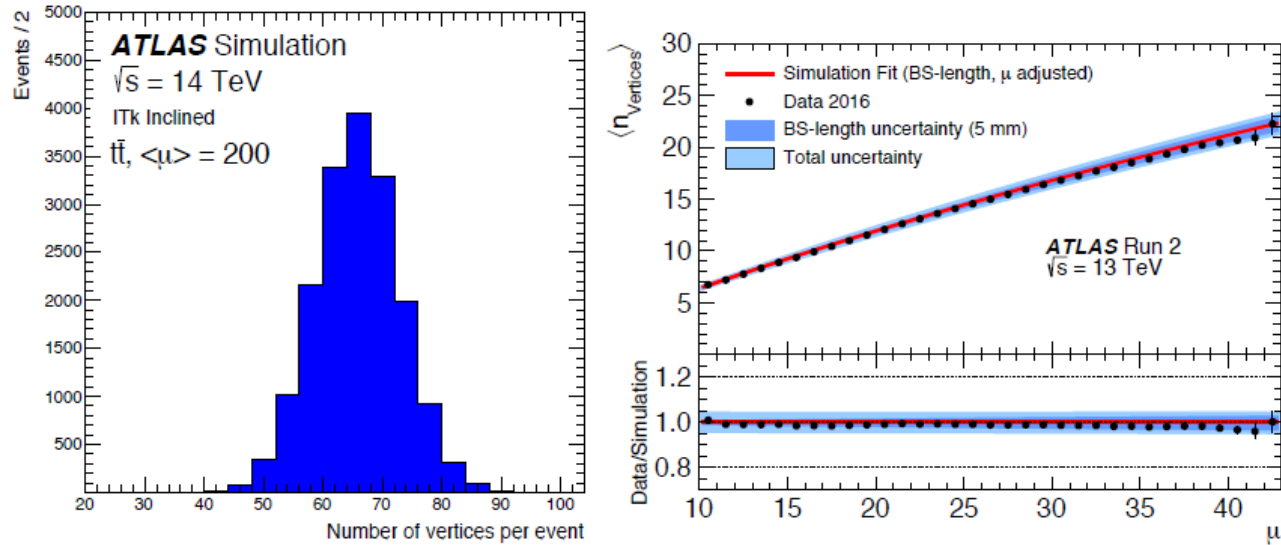 Events / 2
5000
4500
4000
3500
3000
2500
2000
1500
1000
500
ATLAS Simulation
√s = 14 TeV
ITk Inclined
tt̄, <μ> = 200
20 30 40 50 60 70 80 90 100
Number of vertices per event
⟨nVertices⟩
30
25
20
15
10
5
Simulation Fit (BS-length, μ adjusted)
Data 2016
BS-length uncertainty (5 mm)
Total uncertainty
ATLAS Run 2
√s = 13 TeV
Data/Simulation
1.2
1.0
0.8
10 15 20 25 30 35 40
μ